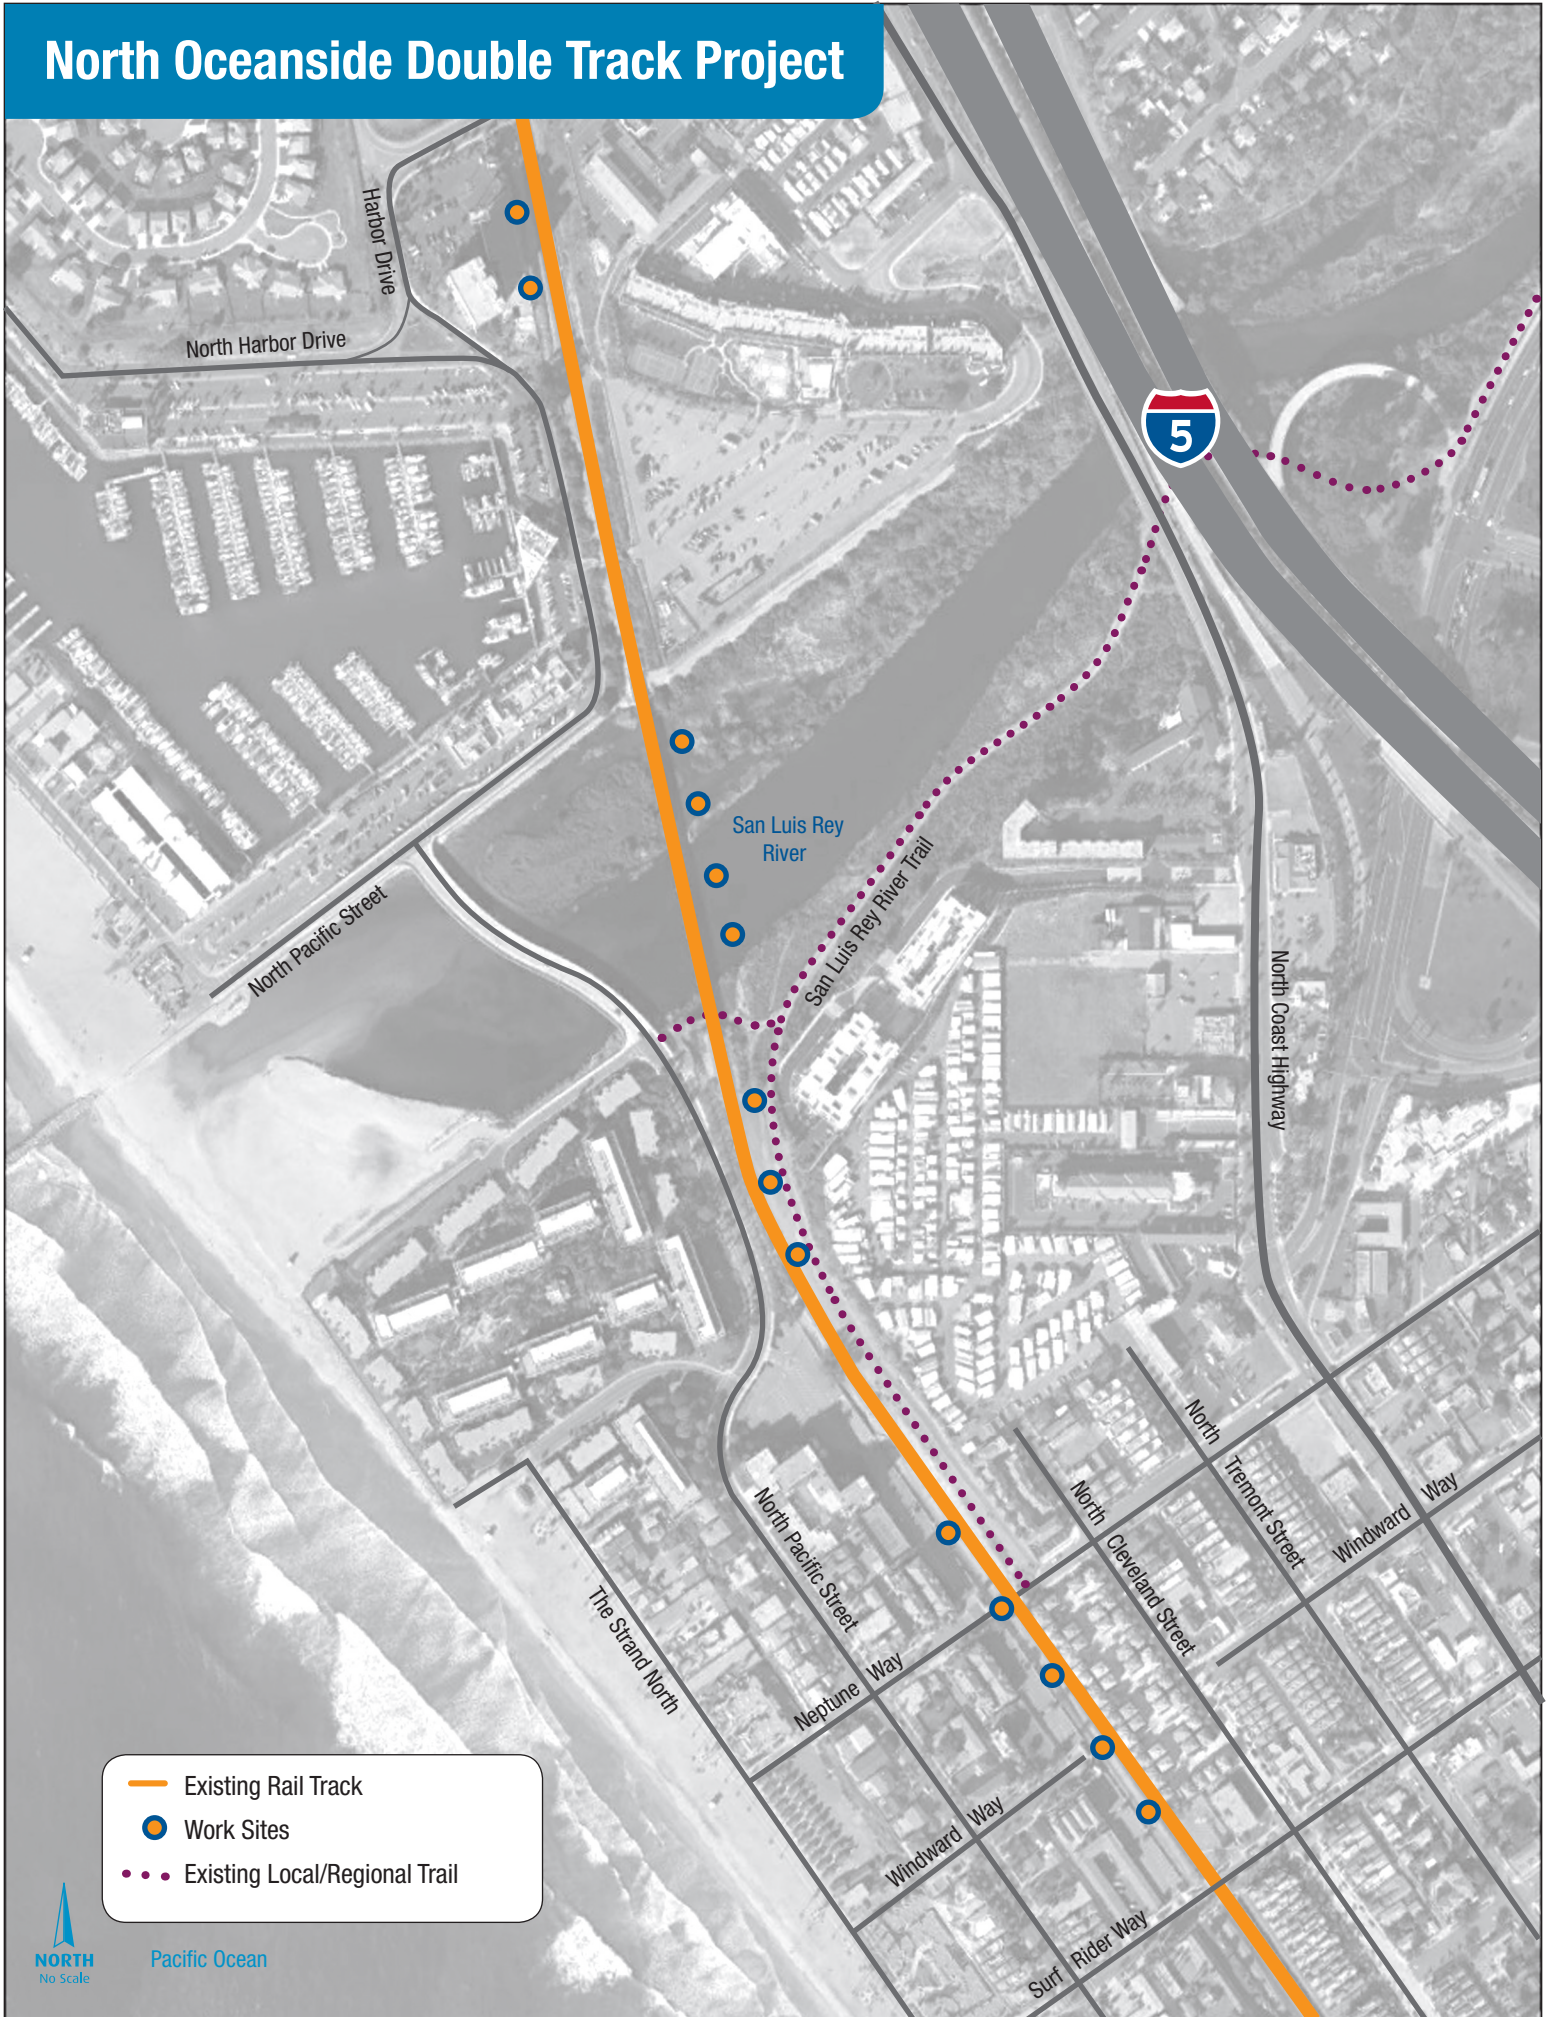 North Oceanside Double Track Project
Harbor Drive
North Harbor Drive
5
San Luis Rey
River
San Luis Rey River Trail
North Pacific Street
North Coast Highway
North Tremont Street
Windward Way
North Cleveland Street
North Pacific Street
The Strand North
Neptune Way
Windward Way
Surf Rider Way
Existing Rail Track
Work Sites
Existing Local/Regional Trail
NORTH
No Scale
Pacific Ocean